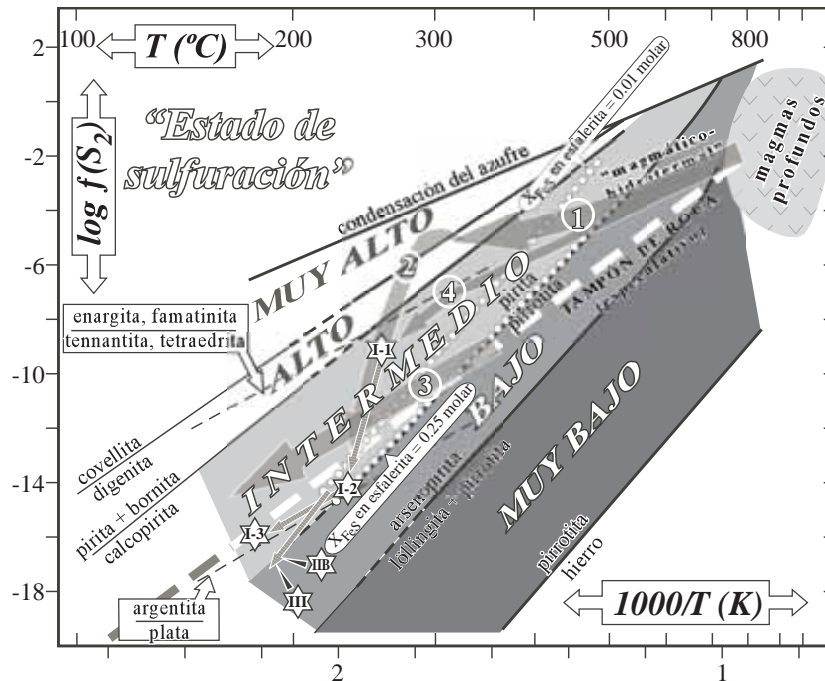 100
T (ºC)
200
300
500
800
2
-2
-6
-10
-14
-18
log f(S2)
“Estado de
sulfuración”
condensación del azufre
XFeS en esfalerita = 0.01 molar
"magmático-
hidrotermal"
magmas
profundos
MUY ALTO
ALTO
INTERMEDIO
BAJO
MUY BAJO
1
2
3
4
pirita
pirrotita
TAMPÓN DE ROCA
enargita, famatinita
tennantita, tetraedrita
I-1
I-2
I-3
IIB
III
XFeS en esfalerita = 0.25 molar
arsenopirita
löllingita + pirrotita
covellita
digenita
pirita + bornita
calcopirita
argentita
plata
pirrotita
hierro
1000/T (K)
2
1